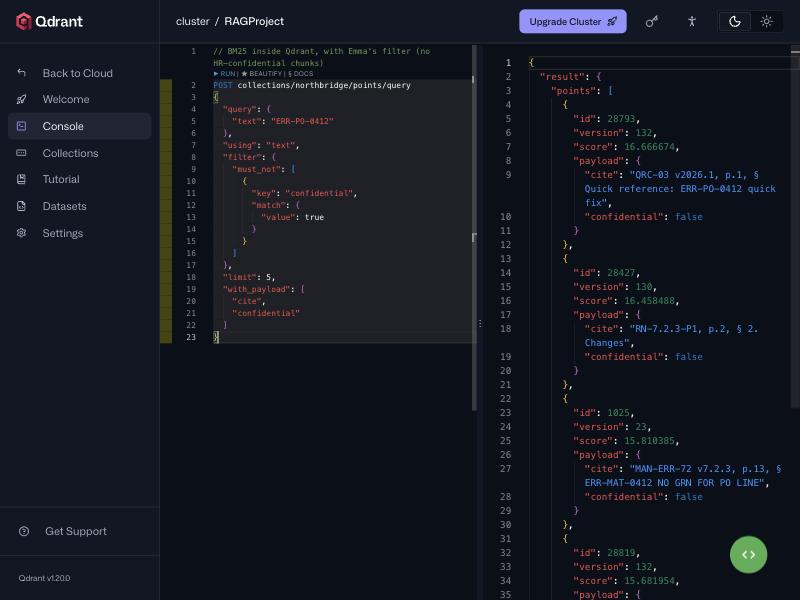 Qdrant
cluster / RAGProject
Upgrade Cluster
Back to Cloud
Welcome
Console
Collections
Tutorial
Datasets
Settings
Get Support
Qdrant v1.20.0
1 // BM25 inside Qdrant, with Emma's filter (no
HR-confidential chunks)
▶ RUN | ★ BEAUTIFY | § DOCS
2 POST collections/northbridge/points/query
3 {
4 "query": {
5 "text": "ERR-PO-0412"
6 },
7 "using": "text",
8 "filter": {
9 "must_not": [
10 {
11 "key": "confidential",
12 "match": {
13 "value": true
14 }
15 }
16 ]
17 },
18 "limit": 5,
19 "with_payload": [
20 "cite",
21 "confidential"
22 ]
23 }
1 {
2 "result": {
3 "points": [
4 {
5 "id": 28793,
6 "version": 132,
7 "score": 16.666674,
8 "payload": {
9 "cite": "QRC-03 v2026.1, p.1, §
Quick reference: ERR-PO-0412 quick
fix",
10 "confidential": false
11 }
12 },
13 {
14 "id": 28427,
15 "version": 130,
16 "score": 16.458488,
17 "payload": {
18 "cite": "RN-7.2.3-P1, p.2, § 2.
Changes",
19 "confidential": false
20 }
21 },
22 {
23 "id": 1025,
24 "version": 23,
25 "score": 15.810385,
26 "payload": {
27 "cite": "MAN-ERR-72 v7.2.3, p.13, §
ERR-MAT-0412 NO GRN FOR PO LINE",
28 "confidential": false
29 }
30 },
31 {
32 "id": 28819,
33 "version": 132,
34 "score": 15.681954,
35 "payload": {